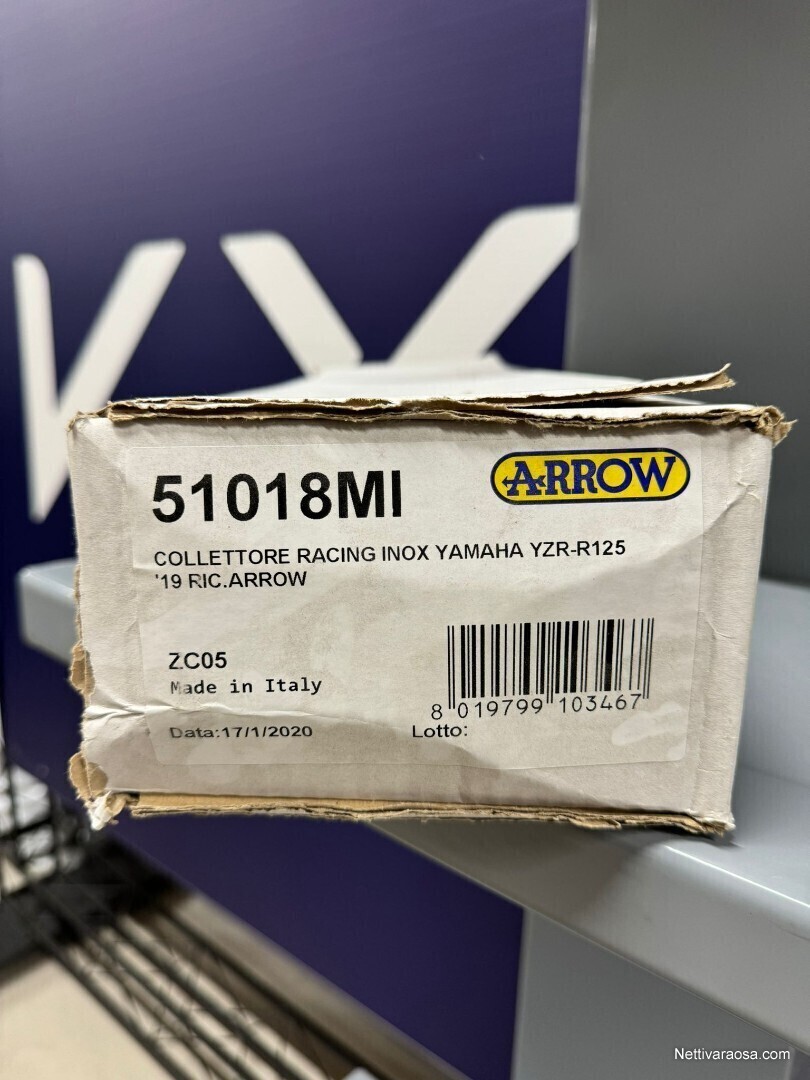 51018MI
ARROW
COLLETTORE RACING INOX YAMAHA YZR-R125
'19 RIC.ARROW
ZC05
Made in Italy
8 019799 103467
Data:17/1/2020
Lotto:
Nettivaraosa.com